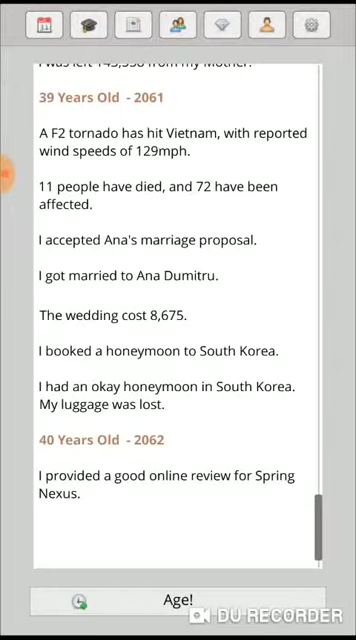 39 Years Old - 2061
A F2 tornado has hit Vietnam, with reported
wind speeds of 129mph.
11 people have died, and 72 have been
affected.
I accepted Ana's marriage proposal.
I got married to Ana Dumitru.
The wedding cost 8,675.
I booked a honeymoon to South Korea.
I had an okay honeymoon in South Korea.
My luggage was lost.
40 Years Old - 2062
I provided a good online review for Spring
Nexus.
Age!
DU RECORDER